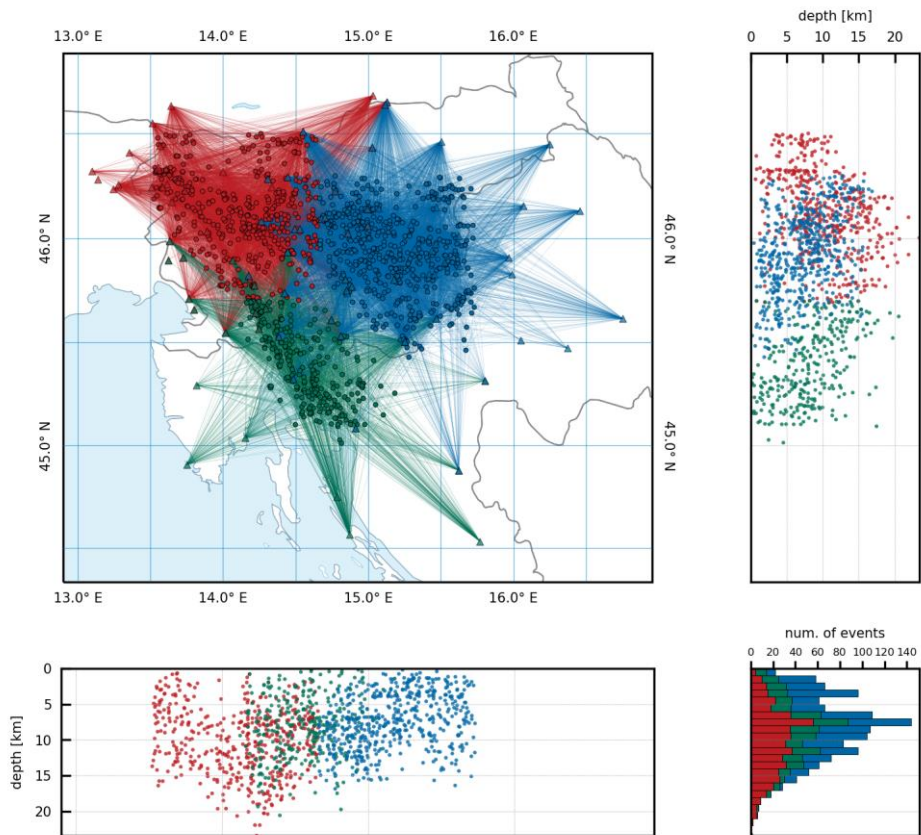 depth [km]
0 5 10 15 20
13.0° E 14.0° E 15.0° E 16.0° E
46.0° N
46.0° N
45.0° N
45.0° N
13.0° E 14.0° E 15.0° E 16.0° E
num. of events
0 20 40 60 80 100 120 140
0
5
10
15
20
depth [km]